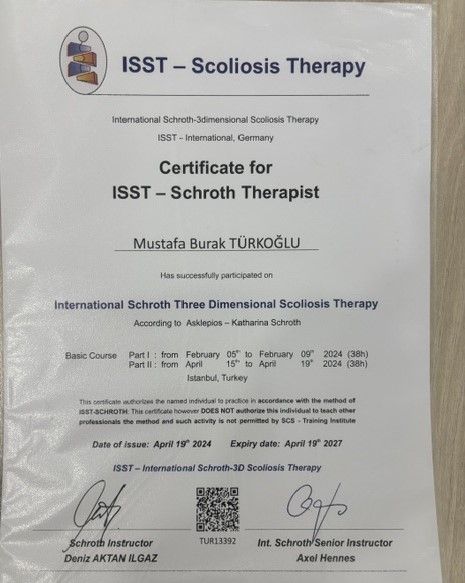 ISST – Scoliosis Therapy
International Schroth-3dimensional Scoliosis Therapy
ISST - International, Germany
Certificate for
ISST – Schroth Therapist
Mustafa Burak TÜRKOĞLU
Has successfully participated on
International Schroth Three Dimensional Scoliosis Therapy
According to Asklepios – Katharina Schroth
Basic Course Part I : from February 05th to February 09th 2024 (38h)
Part II : from April 15th to April 19th 2024 (38h)
Istanbul, Turkey
This certificate authorizes the named individual to practice in accordance with the method of
ISST-SCHROTH. This certificate however DOES NOT authorize this individual to teach other
professionals the method and such activity is not permitted by SCS - Training Institute
Date of issue: April 19th 2024 Expiry date: April 19th 2027
ISST – International Schroth-3D Scoliosis Therapy
TUR13392
Schroth Instructor Int. Schroth Senior Instructor
Deniz AKTAN ILGAZ Axel Hennes